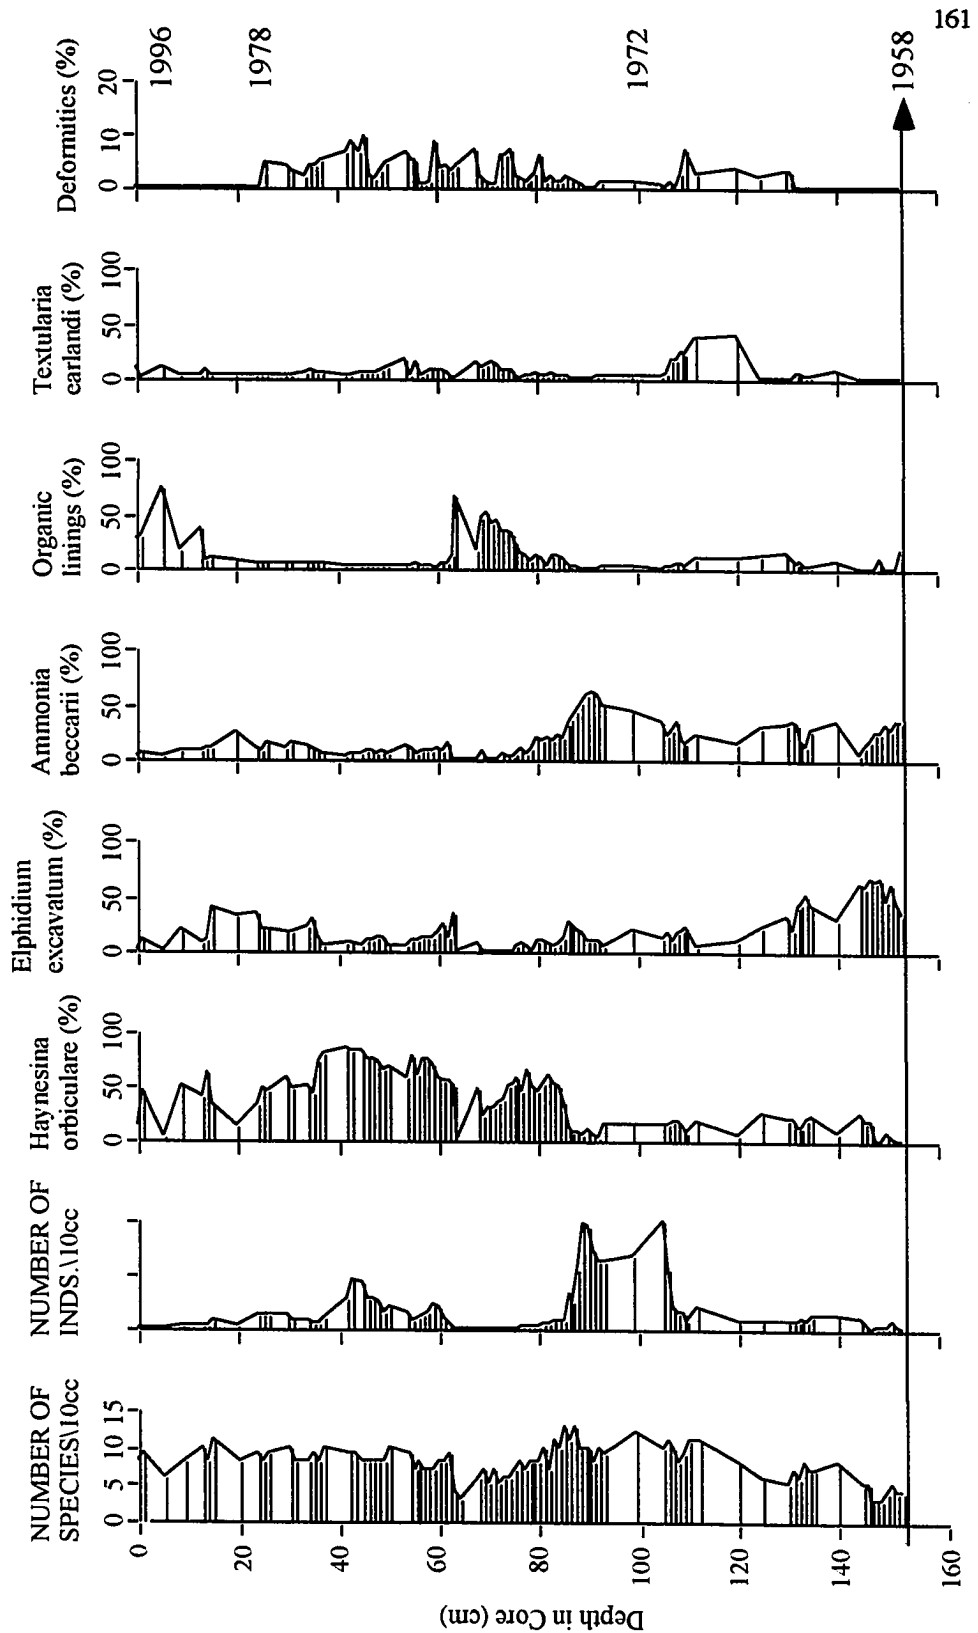 161
NUMBER OF
SPECIES\10cc
0 5 10 15
NUMBER OF
INDS.\10cc
Haynesina
orbiculare (%)
0 50 100
Elphidium
excavatum (%)
0 50 100
Ammonia
beccarii (%)
0 50 100
Organic
linings (%)
0 50 100
Textularia
earlandi (%)
0 50 100
Deformitics (%)
0 10 20
1996
1978
1972
1958
0
20
40
60
80
100
120
140
160
Depth in Core (cm)